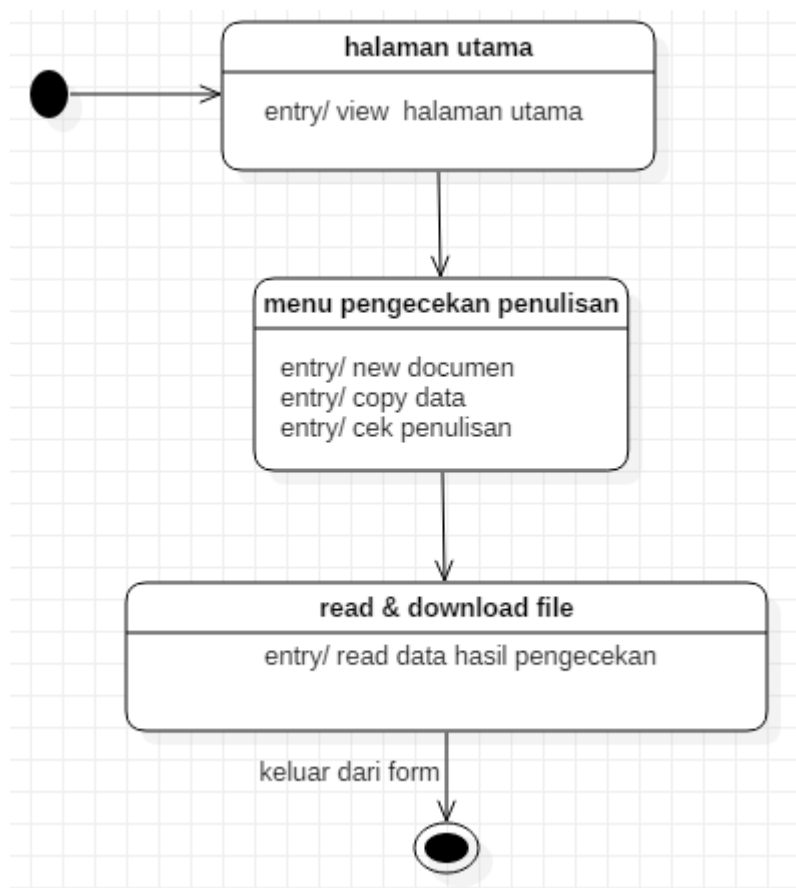 halaman utama
entry/ view halaman utama
menu pengecekan penulisan
entry/ new documen
entry/ copy data
entry/ cek penulisan
read & download file
entry/ read data hasil pengecekan
keluar dari form